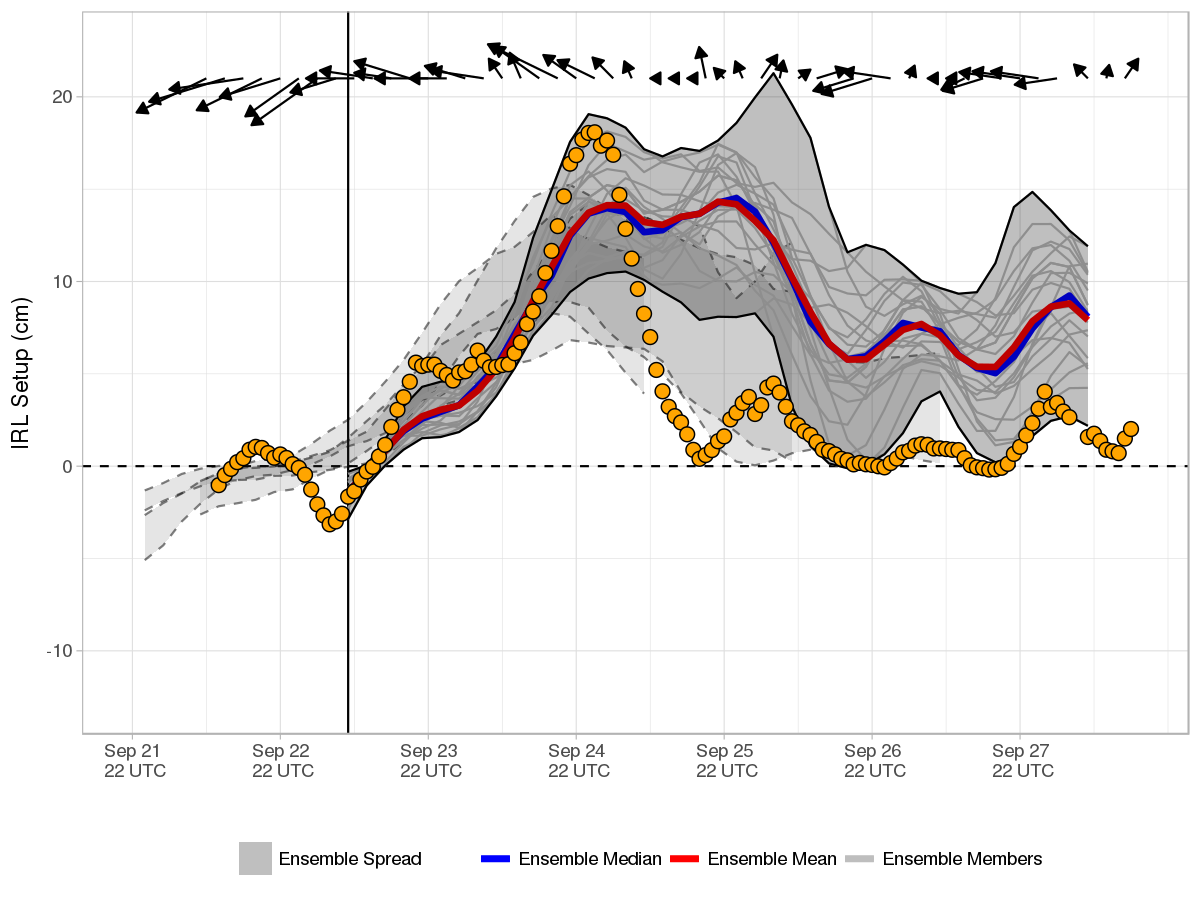 IRL Setup (cm)
20
10
0
-10
Sep 21
22 UTC
Sep 22
22 UTC
Sep 23
22 UTC
Sep 24
22 UTC
Sep 25
22 UTC
Sep 26
22 UTC
Sep 27
22 UTC
Ensemble Spread
Ensemble Median
Ensemble Mean
Ensemble Members